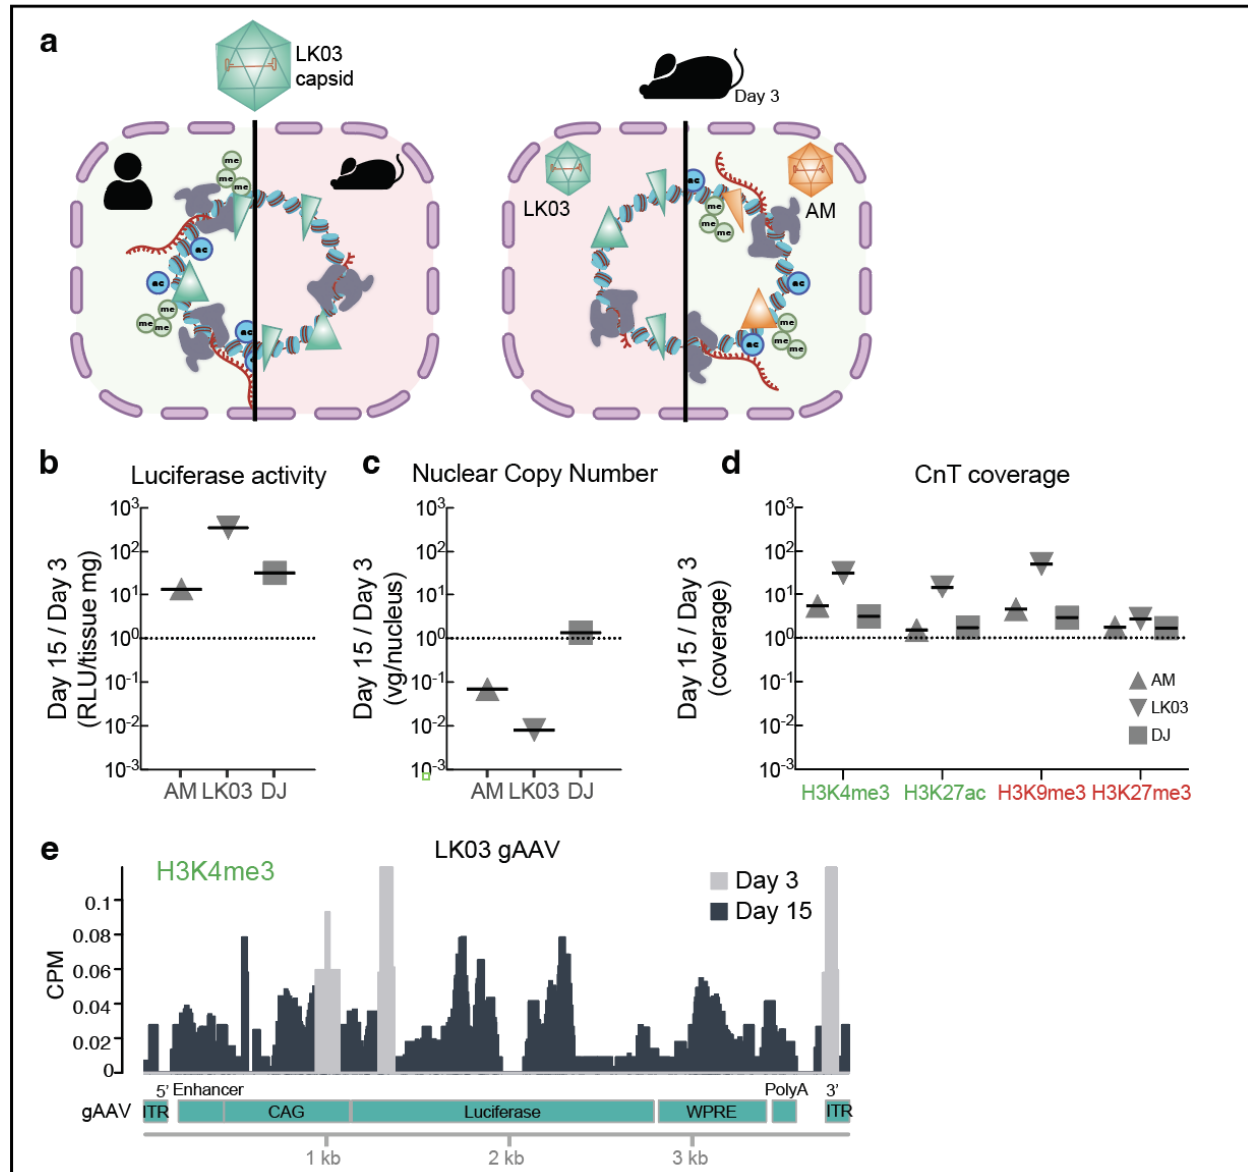 a
LK03
capsid
Day 3
me
me
me
ac
ac
me
me
me
ac
LK03
AM
ac
me
me
me
ac
me
me
me
ac
b
Luciferase activity
Day 15 / Day 3
(RLU/tissue mg)
10³
10²
10¹
10⁰
10⁻¹
10⁻²
10⁻³
AM LK03 DJ
c
Nuclear Copy Number
Day 15 / Day 3
(vg/nucleus)
10³
10²
10¹
10⁰
10⁻¹
10⁻²
10⁻³
AM LK03 DJ
d
CnT coverage
Day 15 / Day 3
(coverage)
10³
10²
10¹
10⁰
10⁻¹
10⁻²
10⁻³
AM
LK03
DJ
H3K4me3 H3K27ac H3K9me3 H3K27me3
e
LK03 gAAV
H3K4me3
Day 3
Day 15
CPM
0.1
0.08
0.06
0.04
0.02
0
5' Enhancer PolyA 3'
gAAV ITR CAG Luciferase WPRE ITR
1 kb 2 kb 3 kb